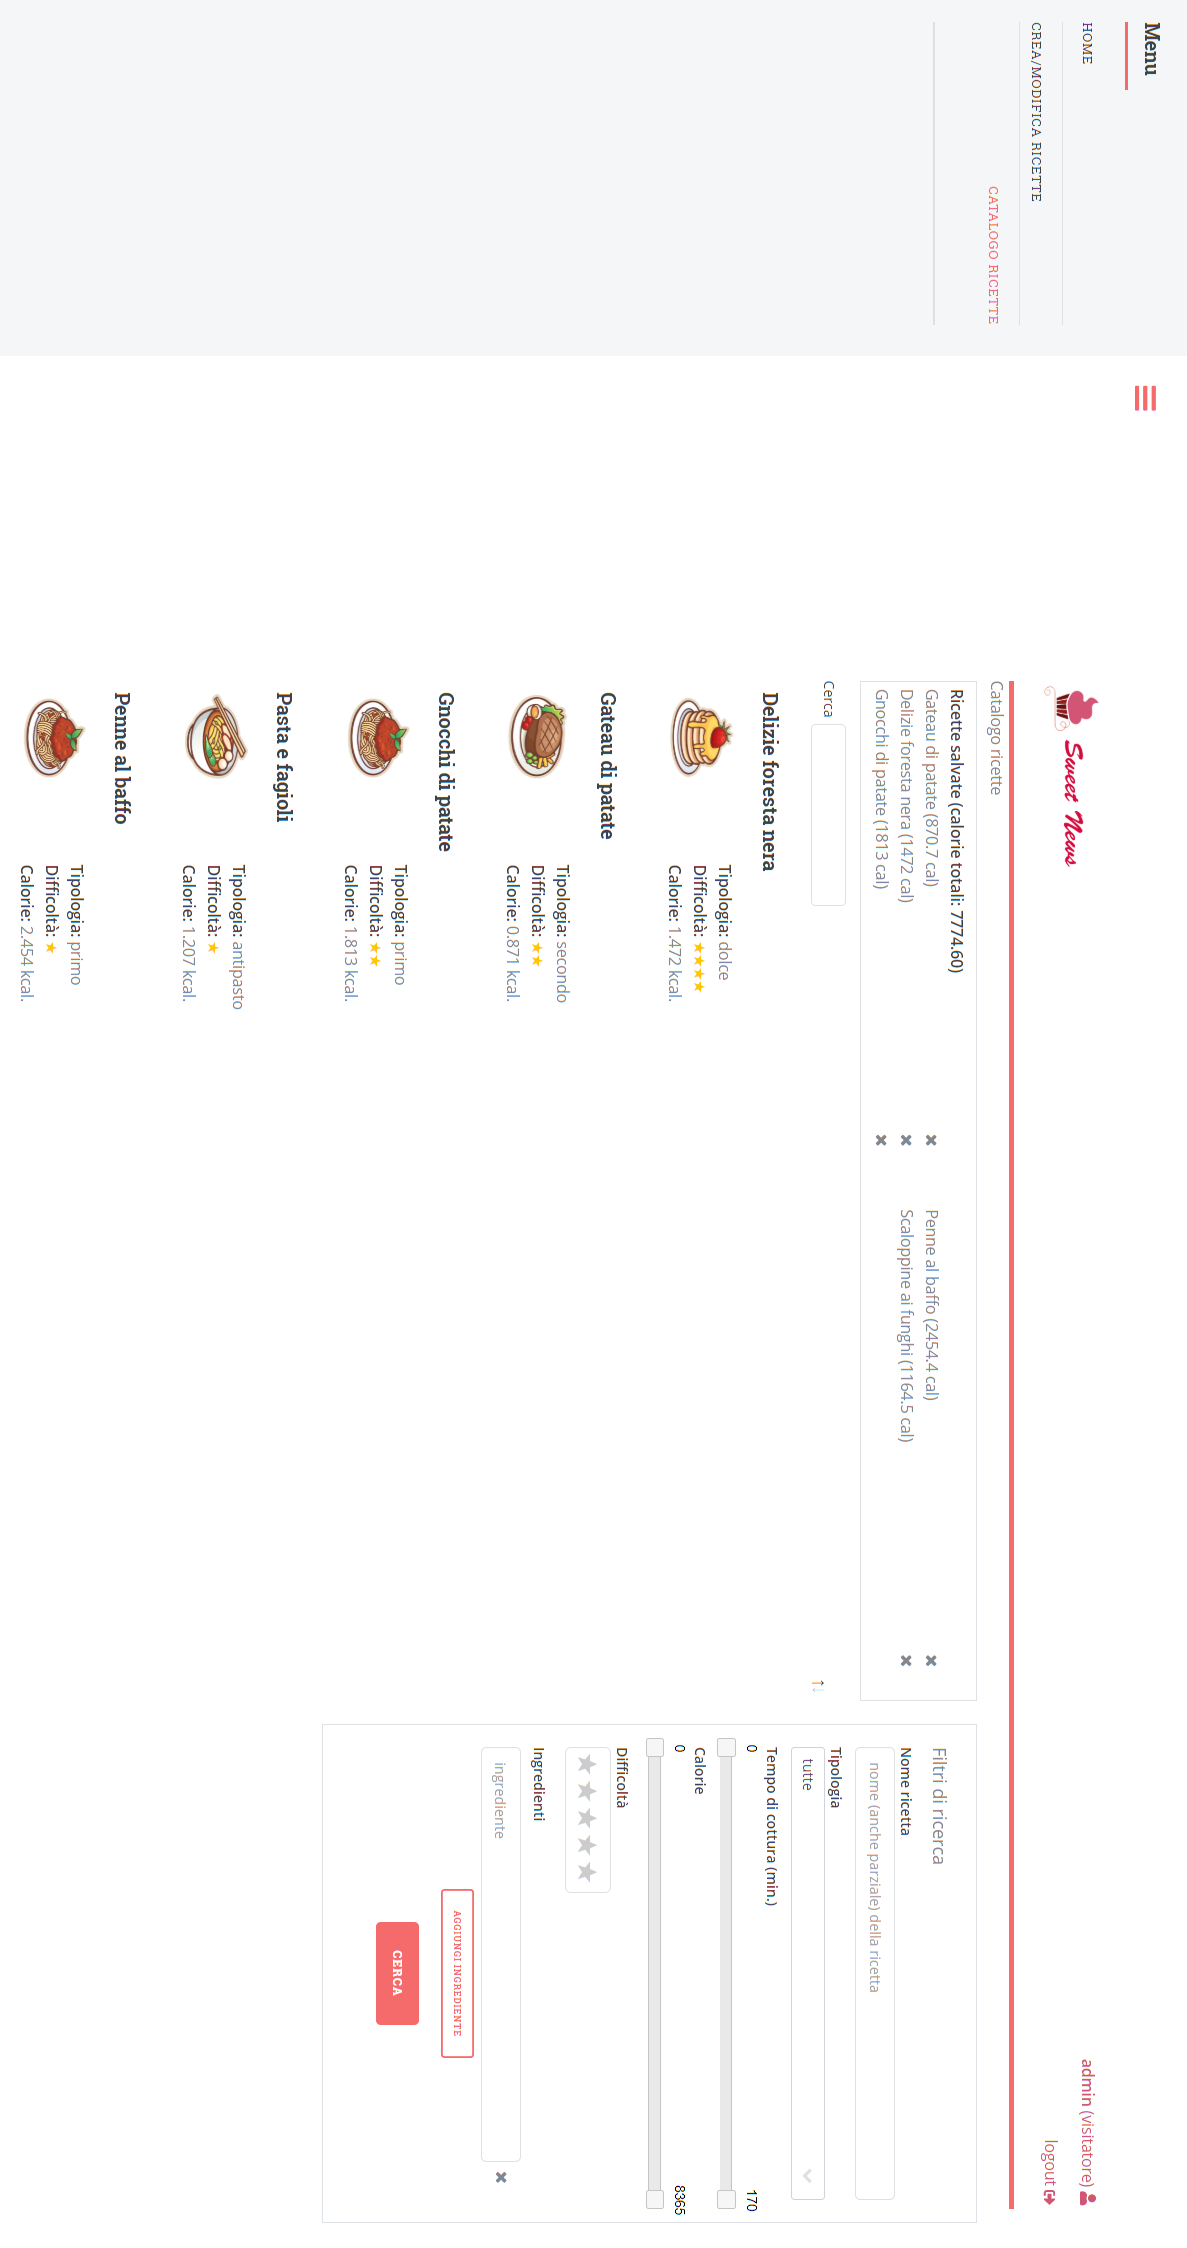 Menu
HOME
CREA/MODIFICA RICETTE
CATALOGO RICETTE
Sweet News
admin (visitatore)
logout
Catalogo ricette
Ricette salvate (calorie totali: 7774.60)
Gateau di patate (870.7 cal)
Penne al baffo (2454.4 cal)
Delizie foresta nera (1472 cal)
Scaloppine ai funghi (1164.5 cal)
Gnocchi di patate (1813 cal)
Cerca
Delizie foresta nera
Tipologia: dolce
Difficoltà: ★★★★
Calorie: 1.472 kcal.
Gateau di patate
Tipologia: secondo
Difficoltà: ★★
Calorie: 0.871 kcal.
Gnocchi di patate
Tipologia: primo
Difficoltà: ★★
Calorie: 1.813 kcal.
Pasta e fagioli
Tipologia: antipasto
Difficoltà: ★
Calorie: 1.207 kcal.
Penne al baffo
Tipologia: primo
Difficoltà: ★
Calorie: 2.454 kcal.
Filtri di ricerca
Nome ricetta
nome (anche parziale) della ricetta
Tipologia
tutte
Tempo di cottura (min.)
0 170
Calorie
0 8365
Difficoltà
Ingredienti
ingrediente
AGGIUNGI INGREDIENTE
CERCA